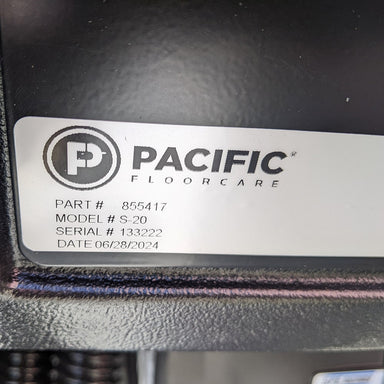 P PACIFIC®
FLOORCARE
PART # 855417
MODEL # S-20
SERIAL # 133222
DATE 06/28/2024